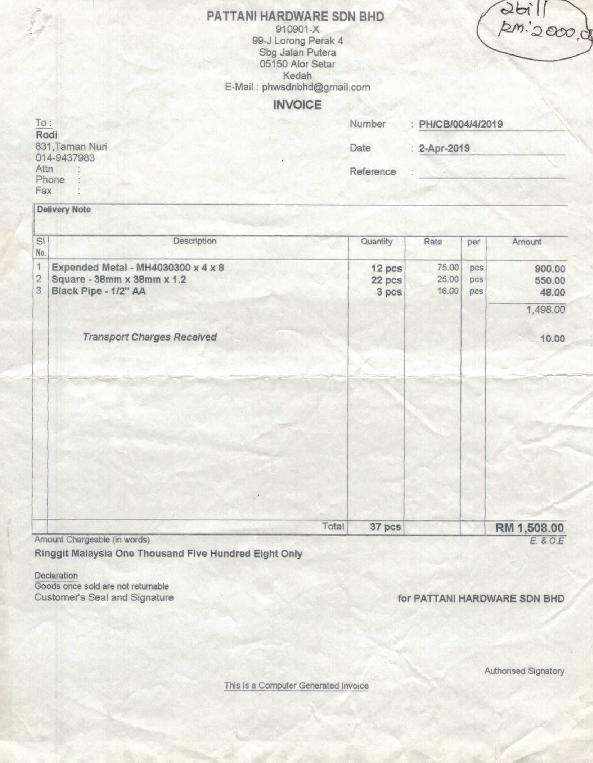 2bill
RM: 2000.00
PATTANI HARDWARE SDN BHD
910901-X
99-J Lorong Perak 4
Sbg Jalan Putera
05150 Alor Setar
Kedah
E-Mail : phwsdnbhd@gmail.com
INVOICE
To :
Rodi
831,Taman Nuri
014-9437983
Attn :
Phone :
Fax :
Number : PH/CB/004/4/2019
Date : 2-Apr-2019
Reference :
Delivery Note
Sl No. Description Quantity Rate per Amount
1 Expended Metal - MH4030300 x 4 x 8 12 pcs 75.00 pcs 900.00
2 Square - 38mm x 38mm x 1.2 22 pcs 25.00 pcs 550.00
3 Black Pipe - 1/2" AA 3 pcs 16.00 pcs 48.00
1,498.00
Transport Charges Received 10.00
Total 37 pcs RM 1,508.00
Amount Chargeable (in words) E. & O.E
Ringgit Malaysia One Thousand Five Hundred Eight Only
Declaration
Goods once sold are not returnable
Customer's Seal and Signature for PATTANI HARDWARE SDN BHD
Authorised Signatory
This is a Computer Generated Invoice